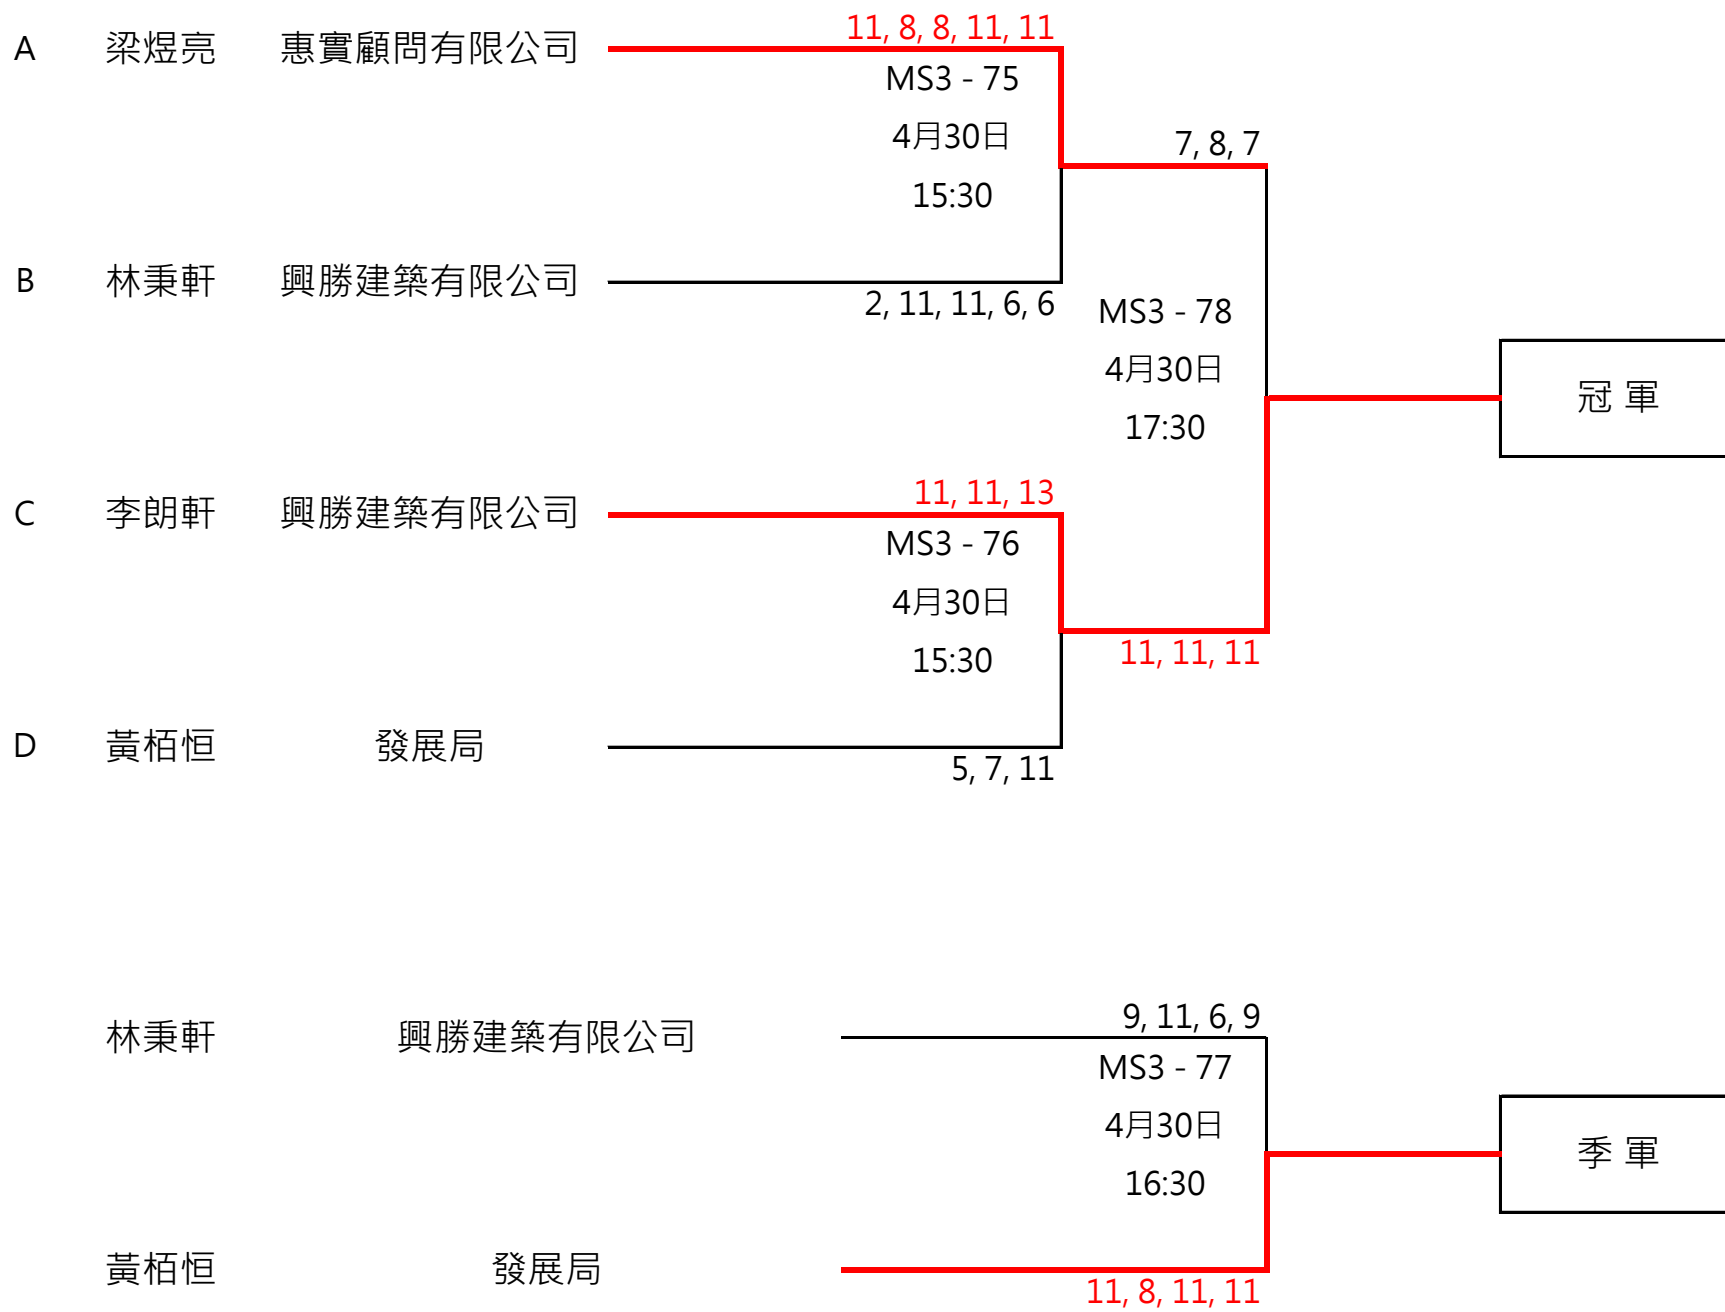 11, 8, 8, 11, 11
A 梁煜亮 惠實顧問有限公司
MS3 - 75
4月30日
7, 8, 7
15:30
B 林秉軒 興勝建築有限公司
2, 11, 11, 6, 6
MS3 - 78
4月30日
冠 軍
17:30
11, 11, 13
C 李朗軒 興勝建築有限公司
MS3 - 76
4月30日
15:30
11, 11, 11
D 黃栢恒 發展局
5, 7, 11
9, 11, 6, 9
林秉軒 興勝建築有限公司
MS3 - 77
4月30日
季 軍
16:30
黃栢恒 發展局
11, 8, 11, 11